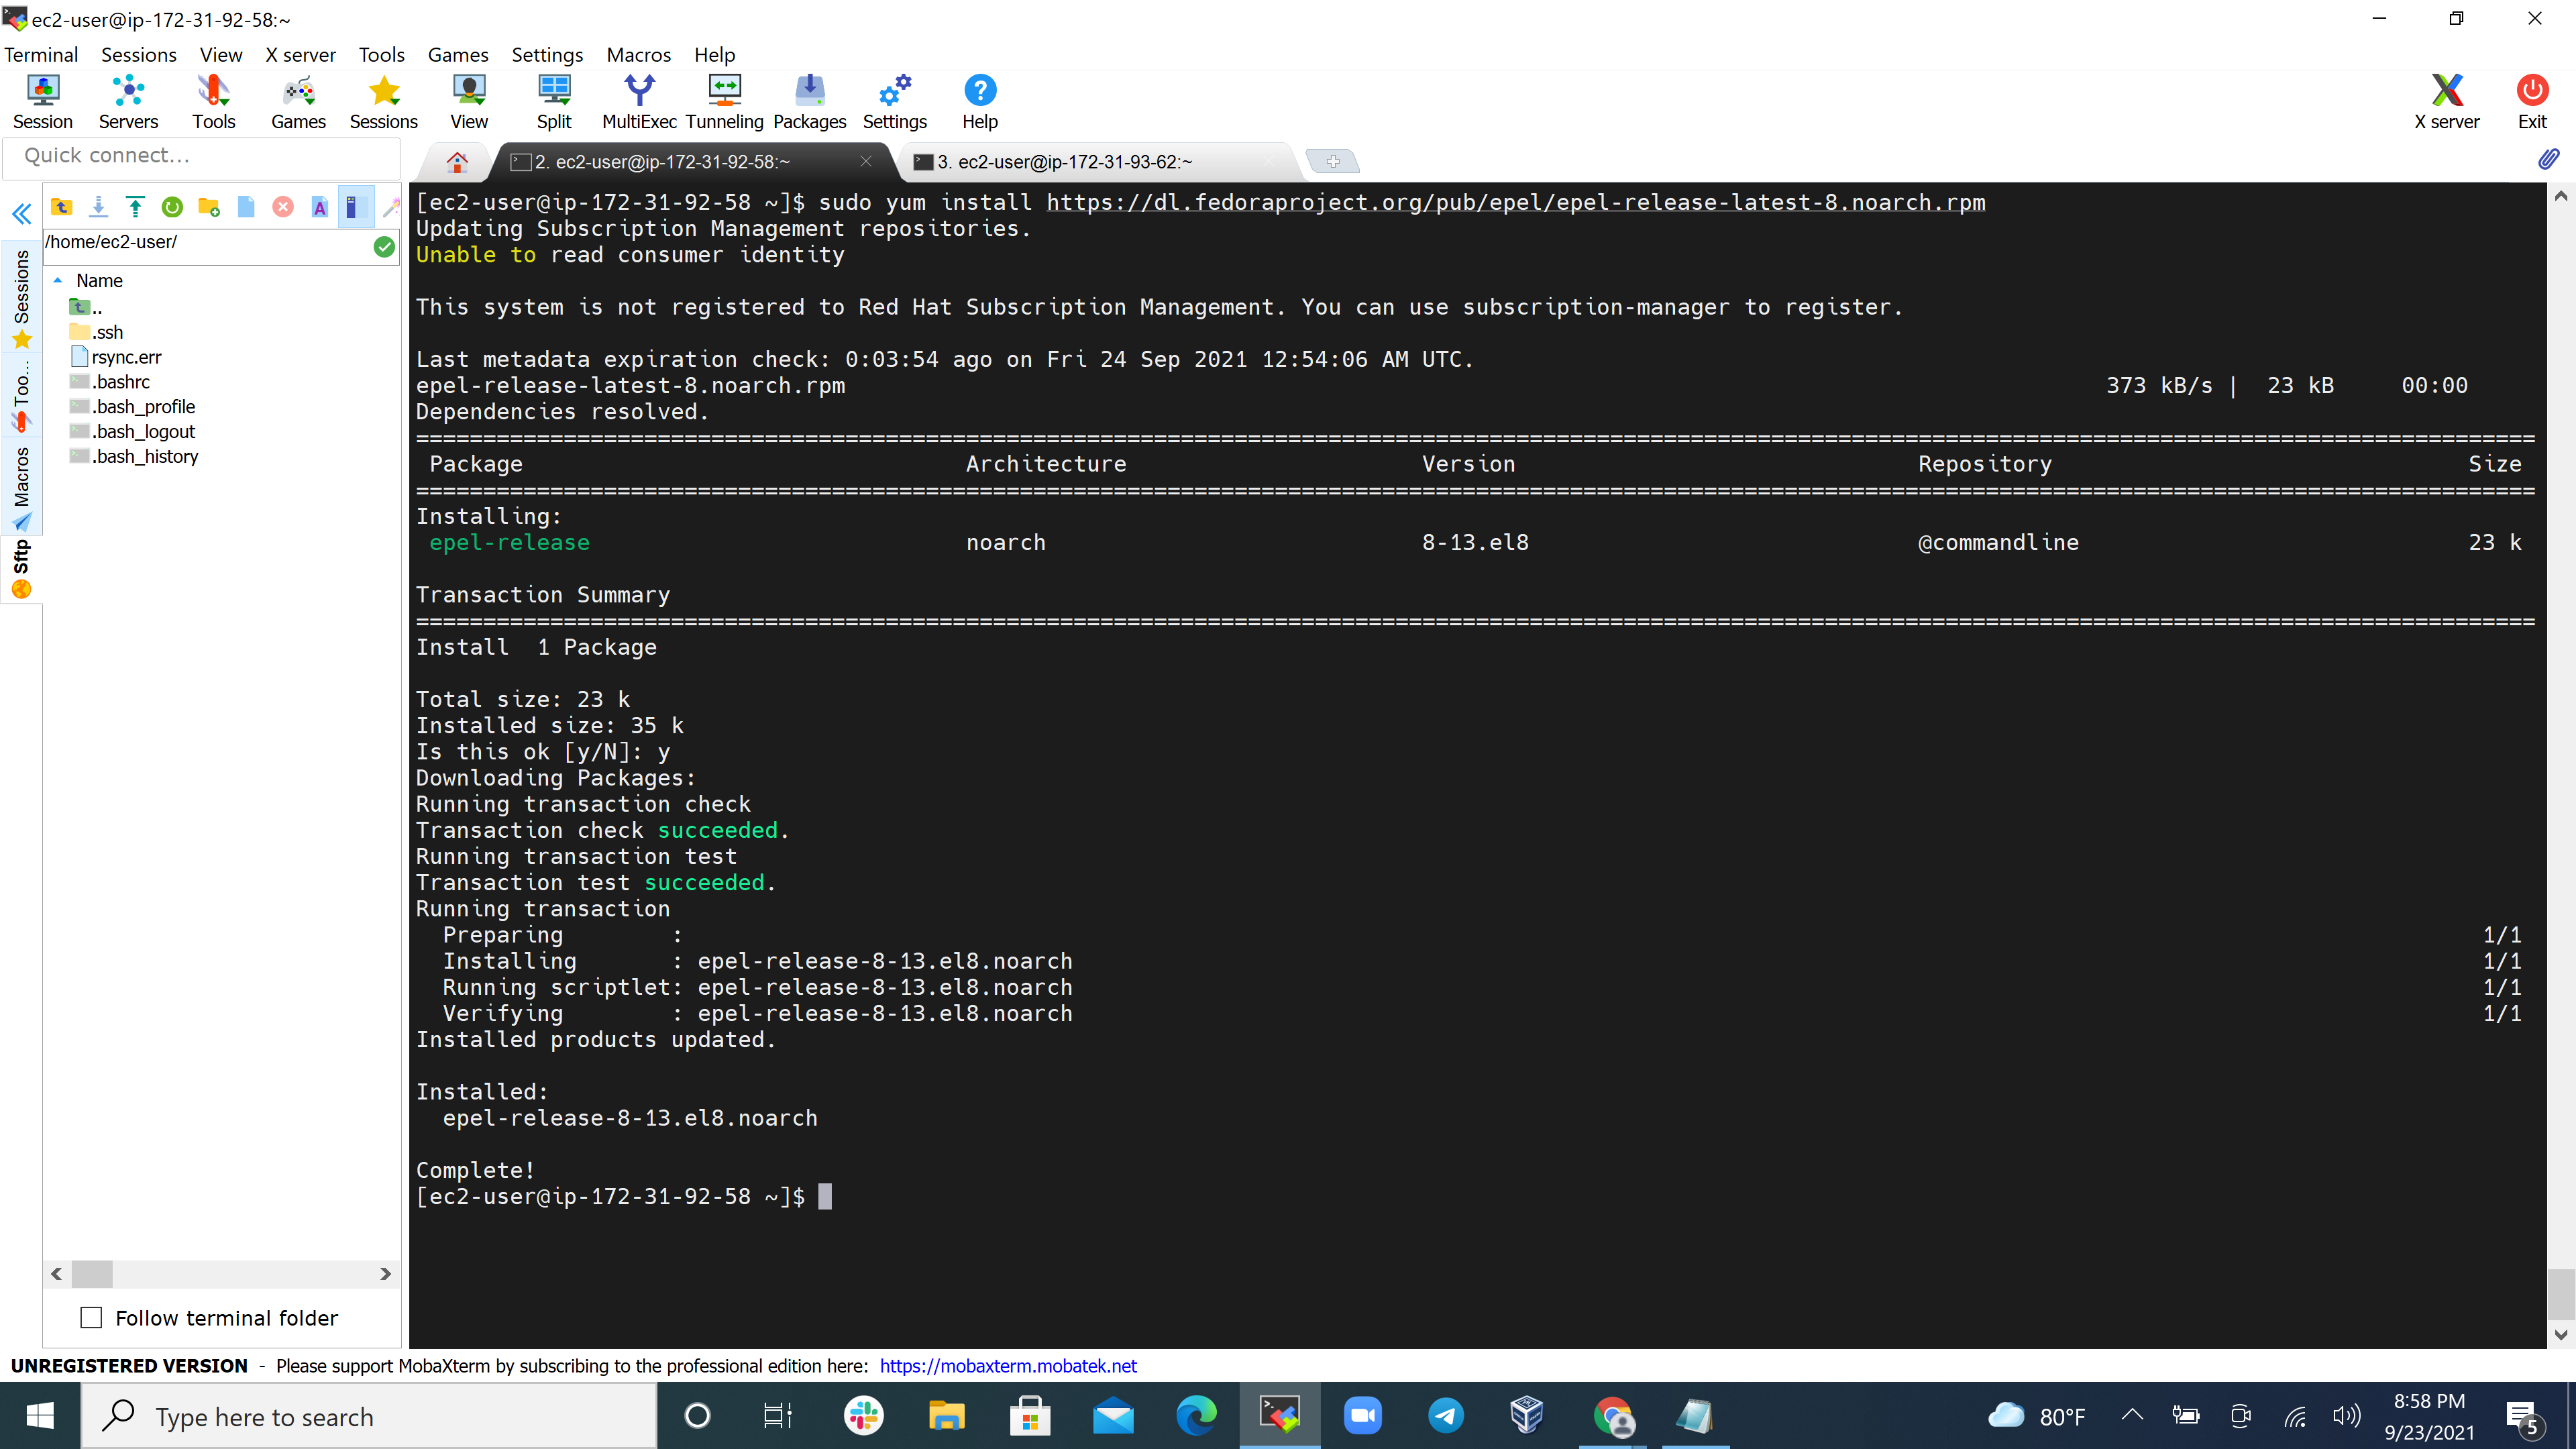 ec2-user@ip-172-31-92-58:~
Terminal Sessions View X server Tools Games Settings Macros Help
Session Servers Tools Games Sessions View Split MultiExec Tunneling Packages Settings Help X server Exit
Quick connect...
2. ec2-user@ip-172-31-92-58:~
3. ec2-user@ip-172-31-93-62:~
/home/ec2-user/
Name
..
.ssh
rsync.err
.bashrc
.bash_profile
.bash_logout
.bash_history
Sessions
Too...
Macros
Sftp
Follow terminal folder
[ec2-user@ip-172-31-92-58 ~]$ sudo yum install https://dl.fedoraproject.org/pub/epel/epel-release-latest-8.noarch.rpm
Updating Subscription Management repositories.
Unable to read consumer identity
This system is not registered to Red Hat Subscription Management. You can use subscription-manager to register.
Last metadata expiration check: 0:03:54 ago on Fri 24 Sep 2021 12:54:06 AM UTC.
epel-release-latest-8.noarch.rpm 373 kB/s | 23 kB 00:00
Dependencies resolved.
Package Architecture Version Repository Size
Installing:
epel-release noarch 8-13.el8 @commandline 23 k
Transaction Summary
Install 1 Package
Total size: 23 k
Installed size: 35 k
Is this ok [y/N]: y
Downloading Packages:
Running transaction check
Transaction check succeeded.
Running transaction test
Transaction test succeeded.
Running transaction
Preparing : 1/1
Installing : epel-release-8-13.el8.noarch 1/1
Running scriptlet: epel-release-8-13.el8.noarch 1/1
Verifying : epel-release-8-13.el8.noarch 1/1
Installed products updated.
Installed:
epel-release-8-13.el8.noarch
Complete!
[ec2-user@ip-172-31-92-58 ~]$
UNREGISTERED VERSION - Please support MobaXterm by subscribing to the professional edition here: https://mobaxterm.mobatek.net
Type here to search
80°F
8:58 PM
9/23/2021
5